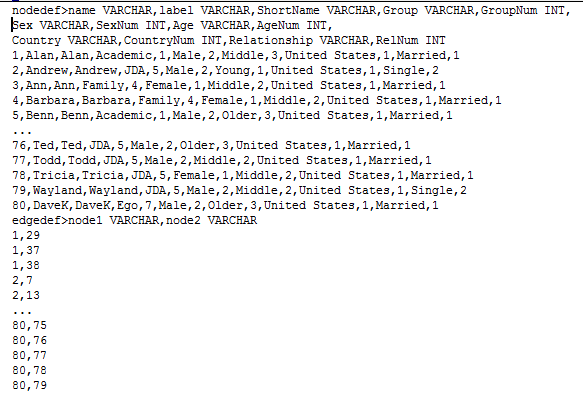 nodedef>name VARCHAR,label VARCHAR,ShortName VARCHAR,Group VARCHAR,GroupNum INT,
Sex VARCHAR,SexNum INT,Age VARCHAR,AgeNum INT,
Country VARCHAR,CountryNum INT,Relationship VARCHAR,RelNum INT
1,Alan,Alan,Academic,1,Male,2,Middle,3,United States,1,Married,1
2,Andrew,Andrew,JDA,5,Male,2,Young,1,United States,1,Single,2
3,Ann,Ann,Family,4,Female,1,Middle,2,United States,1,Married,1
4,Barbara,Barbara,Family,4,Female,1,Middle,2,United States,1,Married,1
5,Benn,Benn,Academic,1,Male,2,Older,3,United States,1,Married,1
...
76,Ted,Ted,JDA,5,Male,2,Older,3,United States,1,Married,1
77,Todd,Todd,JDA,5,Male,2,Middle,2,United States,1,Married,1
78,Tricia,Tricia,JDA,5,Female,1,Middle,2,United States,1,Married,1
79,Wayland,Wayland,JDA,5,Male,2,Middle,2,United States,1,Single,2
80,DaveK,DaveK,Ego,7,Male,2,Older,3,United States,1,Married,1
edgedef>node1 VARCHAR,node2 VARCHAR
1,29
1,37
1,38
2,7
2,13
...
80,75
80,76
80,77
80,78
80,79